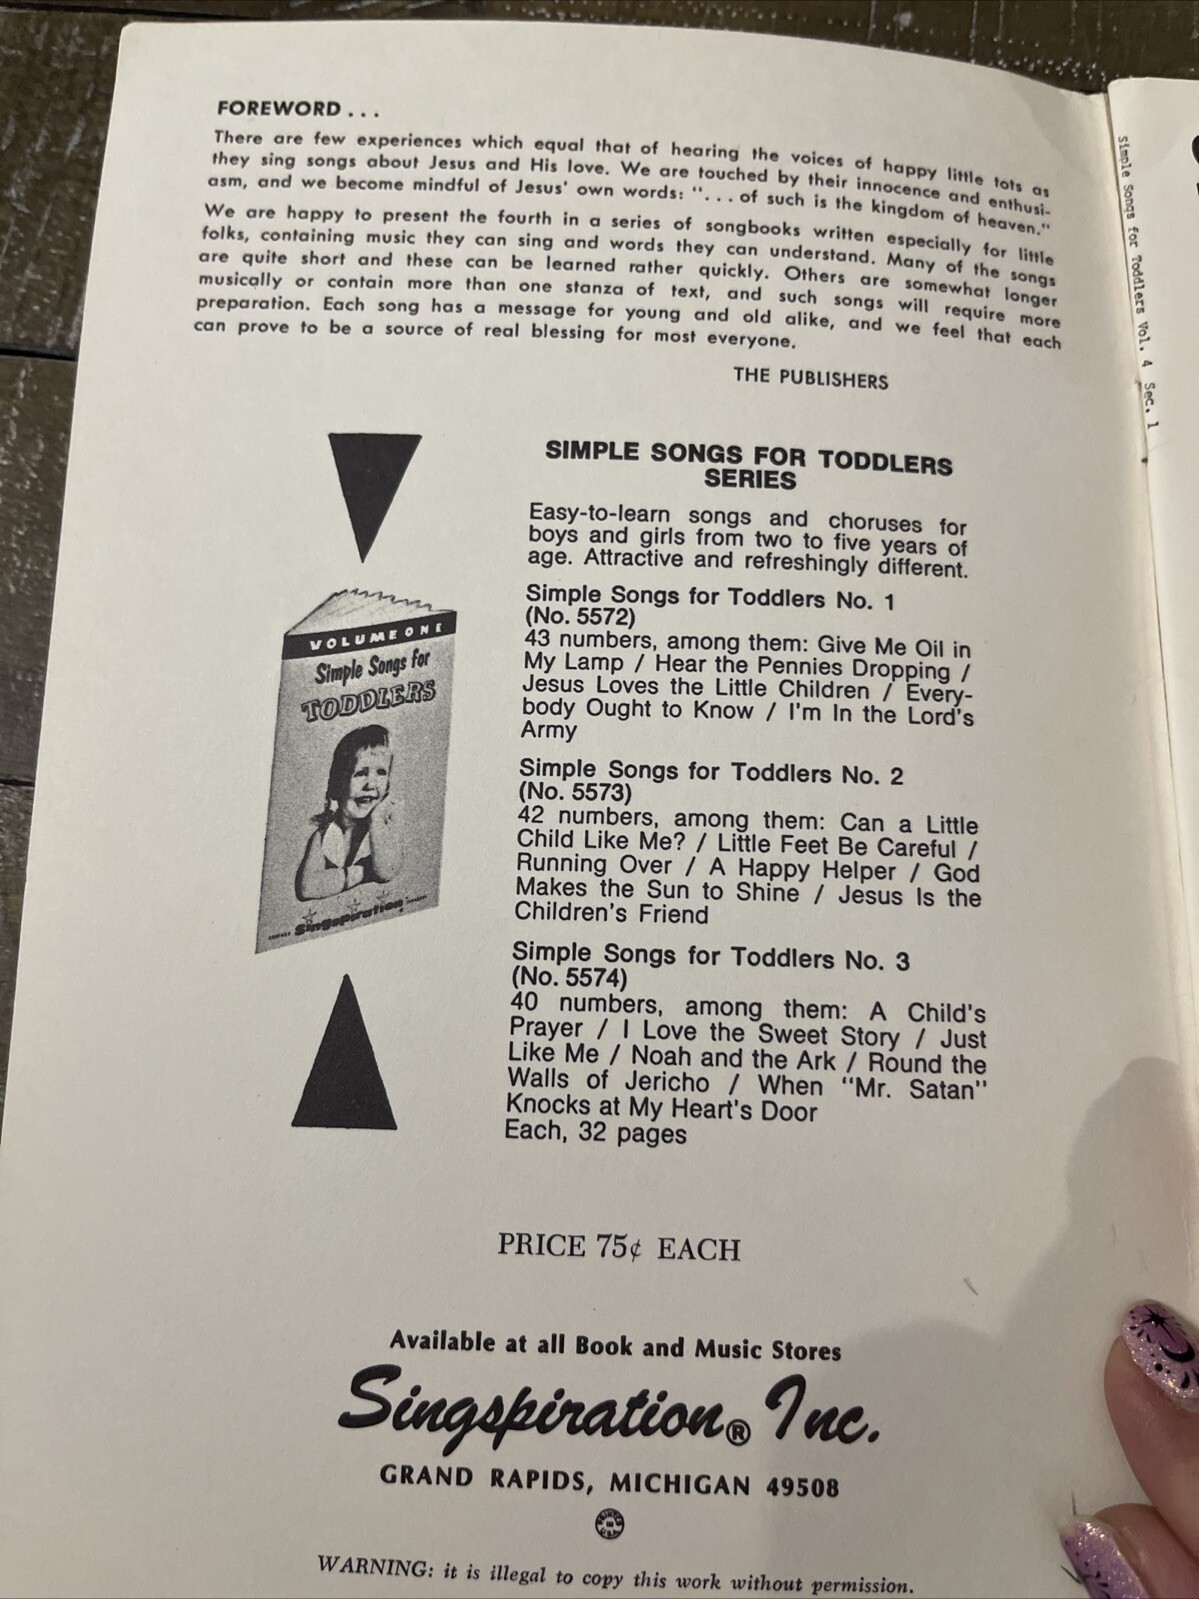 FOREWORD . . .
There are few experiences which equal that of hearing the voices of happy little tots as
they sing songs about Jesus and His love. We are touched by their innocence and enthusi-
asm, and we become mindful of Jesus' own words: ". . . of such is the kingdom of heaven."
We are happy to present the fourth in a series of songbooks written especially for little
folks, containing music they can sing and words they can understand. Many of the songs
are quite short and these can be learned rather quickly. Others are somewhat longer
musically or contain more than one stanza of text, and such songs will require more
preparation. Each song has a message for young and old alike, and we feel that each
can prove to be a source of real blessing for most everyone.
THE PUBLISHERS
VOLUME ONE
Simple Songs for
TODDLERS
Singspiration
SIMPLE SONGS FOR TODDLERS
SERIES
Easy-to-learn songs and choruses for
boys and girls from two to five years of
age. Attractive and refreshingly different.
Simple Songs for Toddlers No. 1
(No. 5572)
43 numbers, among them: Give Me Oil in
My Lamp / Hear the Pennies Dropping /
Jesus Loves the Little Children / Every-
body Ought to Know / I'm In the Lord's
Army
Simple Songs for Toddlers No. 2
(No. 5573)
42 numbers, among them: Can a Little
Child Like Me? / Little Feet Be Careful /
Running Over / A Happy Helper / God
Makes the Sun to Shine / Jesus Is the
Children's Friend
Simple Songs for Toddlers No. 3
(No. 5574)
40 numbers, among them: A Child's
Prayer / I Love the Sweet Story / Just
Like Me / Noah and the Ark / Round the
Walls of Jericho / When "Mr. Satan"
Knocks at My Heart's Door
Each, 32 pages
PRICE 75¢ EACH
Available at all Book and Music Stores
Singspiration® Inc.
GRAND RAPIDS, MICHIGAN 49508
PRINTED
IN
U.S.A.
WARNING: it is illegal to copy this work without permission.
Simple Songs for Toddlers Vol. 4 Sec. 1